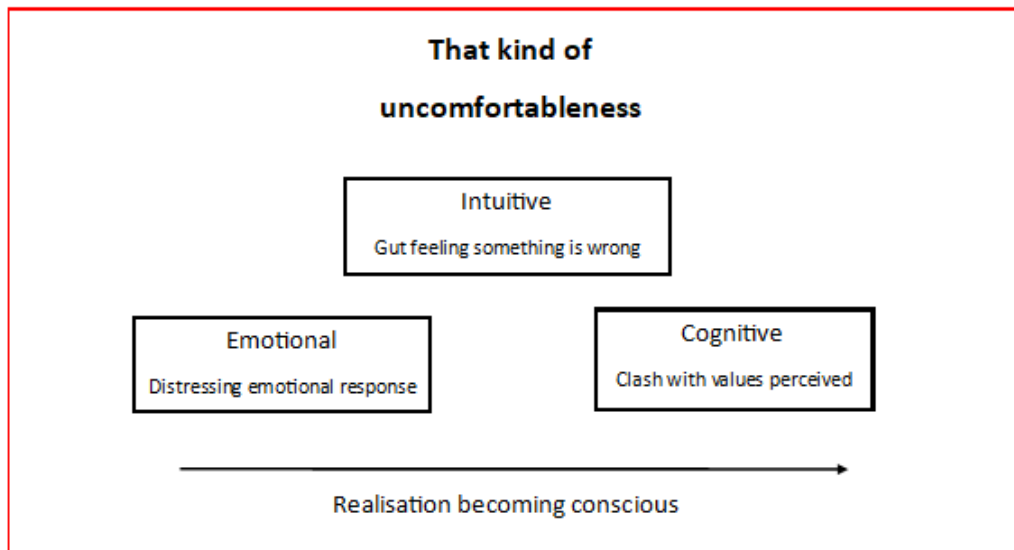 That kind of
uncomfortableness
Intuitive
Gut feeling something is wrong
Emotional
Distressing emotional response
Cognitive
Clash with values perceived
Realisation becoming conscious